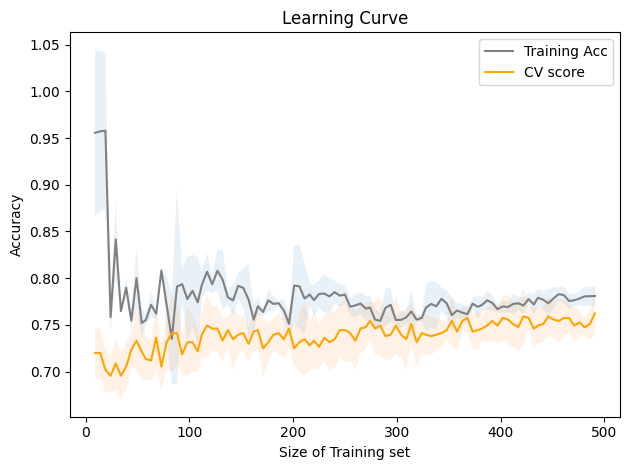 Learning Curve
Training Acc
CV score
1.05
1.00
0.95
0.90
0.85
0.80
0.75
0.70
Accuracy
0
100
200
300
400
500
Size of Training set